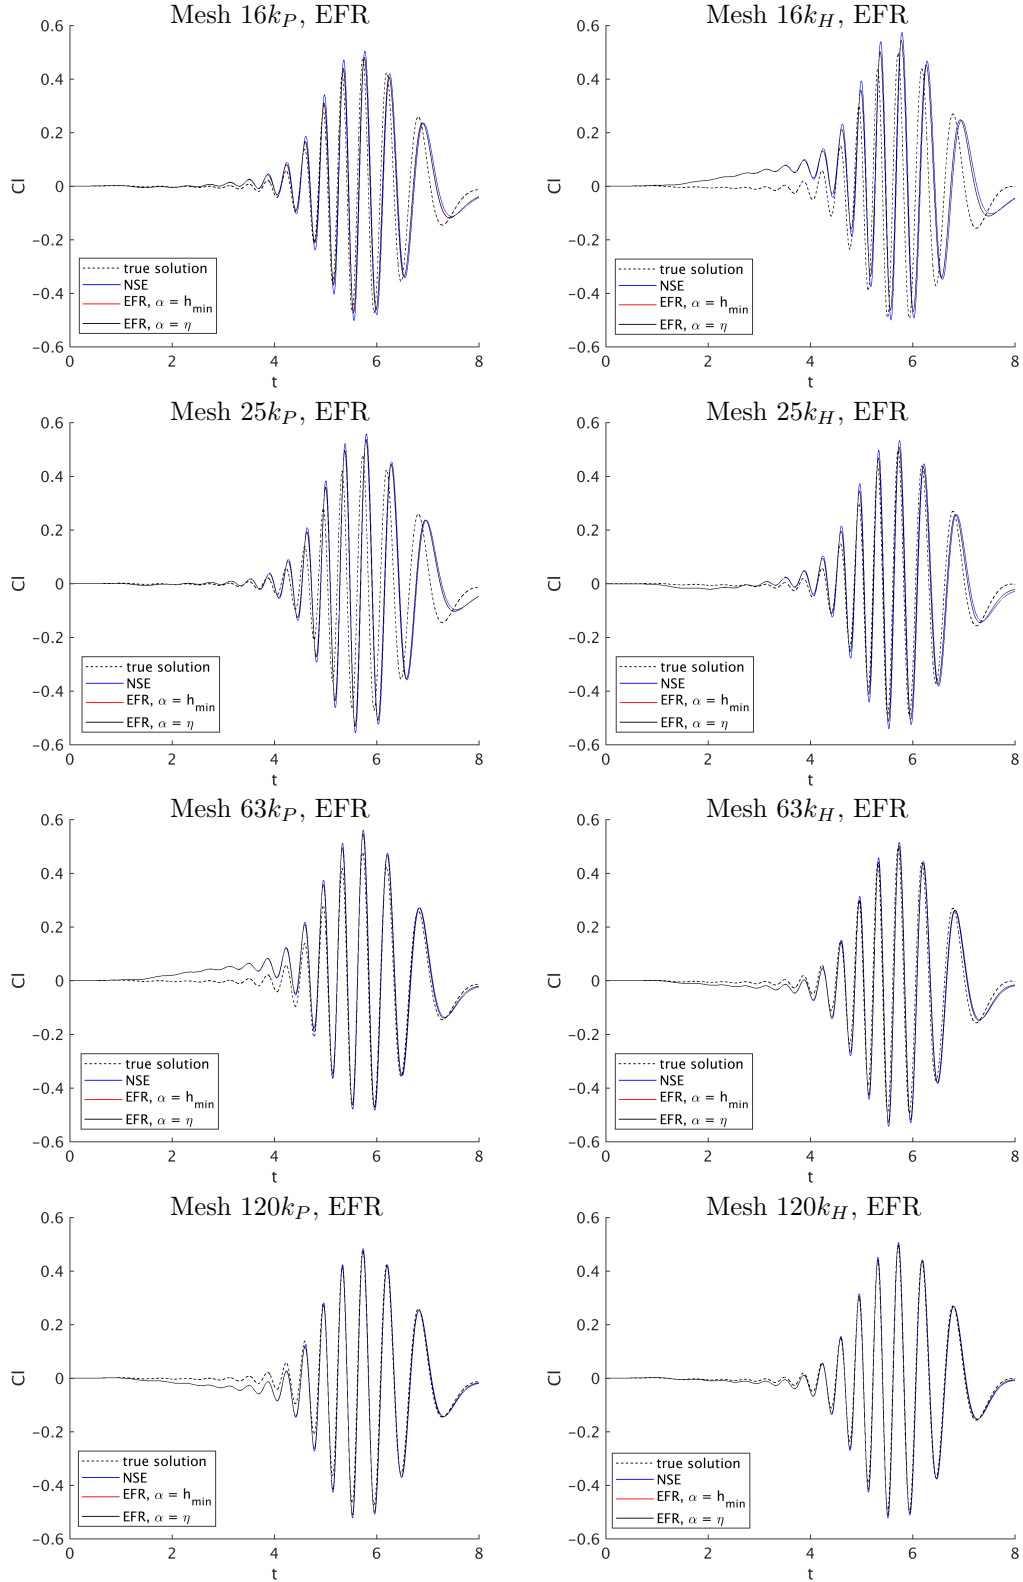 Mesh 16k_P, EFR
0.6
0.4
0.2
0
−0.2
−0.4
−0.6
Cl
true solution
NSE
EFR, α = h_min
EFR, α = η
0 2 4 6 8
t
Mesh 16k_H, EFR
0.6
0.4
0.2
0
−0.2
−0.4
−0.6
Cl
true solution
NSE
EFR, α = h_min
EFR, α = η
0 2 4 6 8
t
Mesh 25k_P, EFR
0.6
0.4
0.2
0
−0.2
−0.4
−0.6
Cl
true solution
NSE
EFR, α = h_min
EFR, α = η
0 2 4 6 8
t
Mesh 25k_H, EFR
0.6
0.4
0.2
0
−0.2
−0.4
−0.6
Cl
true solution
NSE
EFR, α = h_min
EFR, α = η
0 2 4 6 8
t
Mesh 63k_P, EFR
0.6
0.4
0.2
0
−0.2
−0.4
−0.6
Cl
true solution
NSE
EFR, α = h_min
EFR, α = η
0 2 4 6 8
t
Mesh 63k_H, EFR
0.6
0.4
0.2
0
−0.2
−0.4
−0.6
Cl
true solution
NSE
EFR, α = h_min
EFR, α = η
0 2 4 6 8
t
Mesh 120k_P, EFR
0.6
0.4
0.2
0
−0.2
−0.4
−0.6
Cl
true solution
NSE
EFR, α = h_min
EFR, α = η
0 2 4 6 8
t
Mesh 120k_H, EFR
0.6
0.4
0.2
0
−0.2
−0.4
−0.6
Cl
true solution
NSE
EFR, α = h_min
EFR, α = η
0 2 4 6 8
t